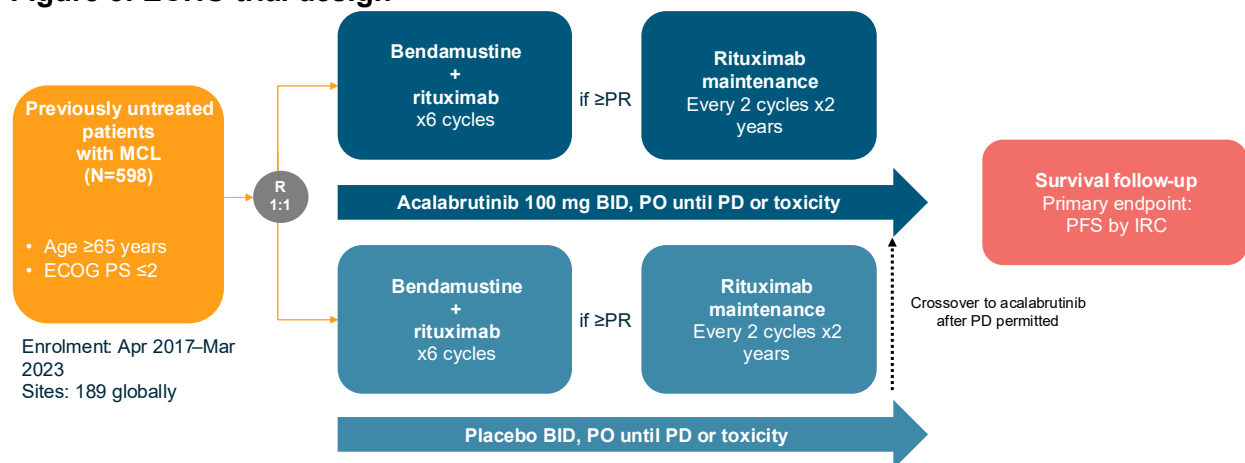 Previously untreated
patients
with MCL
(N=598)
• Age ≥65 years
• ECOG PS ≤2
Enrolment: Apr 2017–Mar
2023
Sites: 189 globally
R
1:1
Bendamustine
+
rituximab
x6 cycles
if ≥PR
Rituximab
maintenance
Every 2 cycles x2
years
Acalabrutinib 100 mg BID, PO until PD or toxicity
Bendamustine
+
rituximab
x6 cycles
if ≥PR
Rituximab
maintenance
Every 2 cycles x2
years
Placebo BID, PO until PD or toxicity
Crossover to acalabrutinib
after PD permitted
Survival follow-up
Primary endpoint:
PFS by IRC